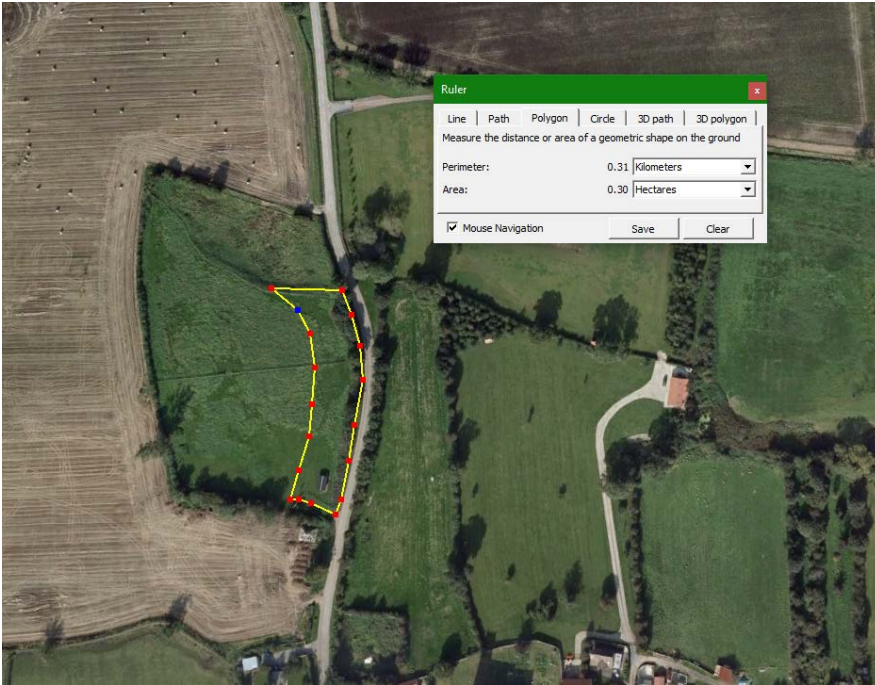 Ruler
x
Line Path Polygon Circle 3D path 3D polygon
Measure the distance or area of a geometric shape on the ground
Perimeter: 0.31 Kilometers
Area: 0.30 Hectares
Mouse Navigation Save Clear